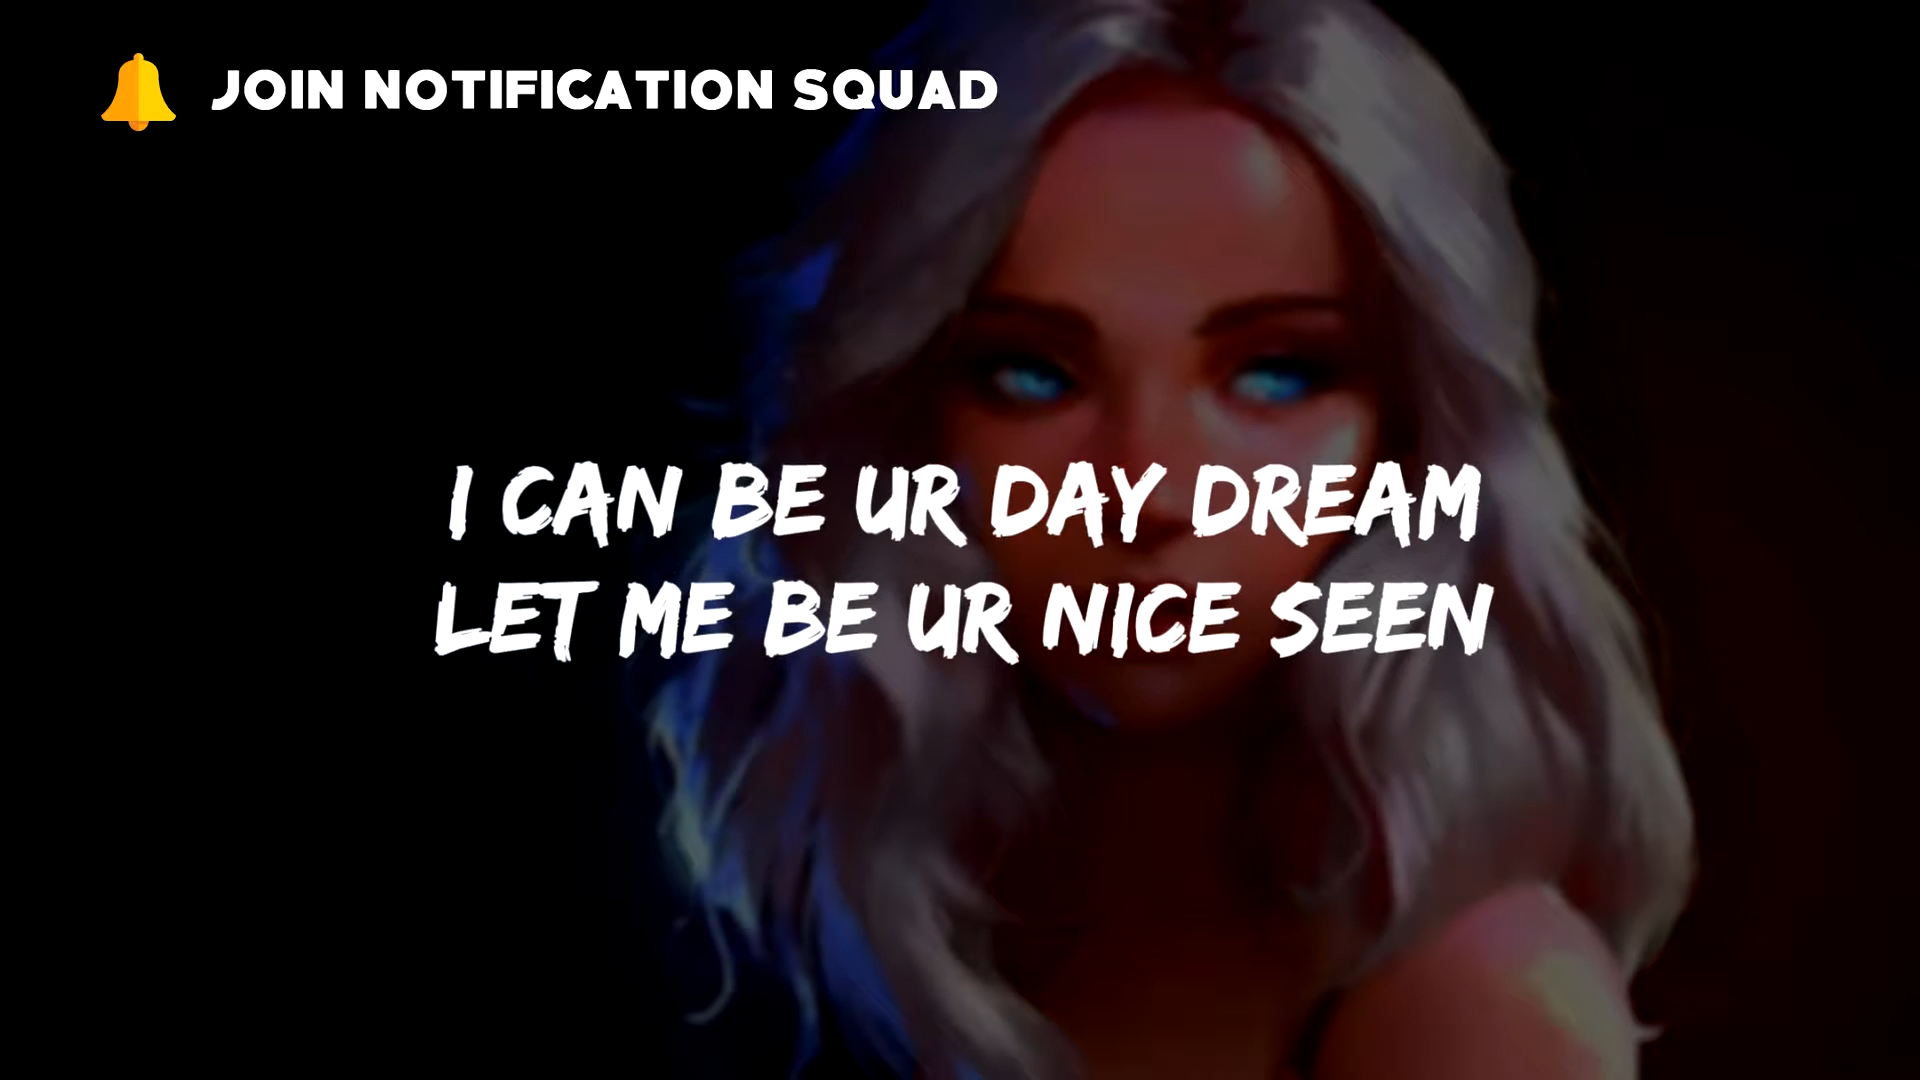 JOIN NOTIFICATION SQUAD
I CAN BE UR DAY DREAM
LET ME BE UR NICE SEEN